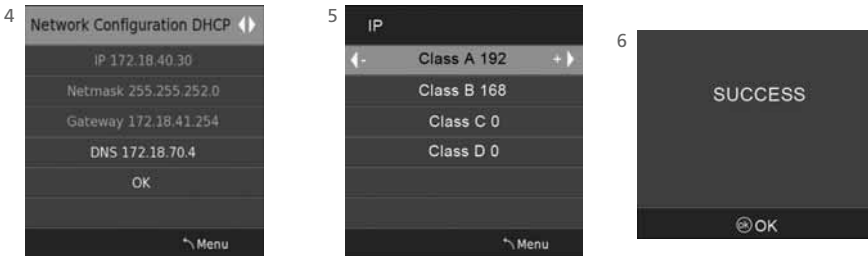 4
Network Configuration DHCP
IP 172.18.40.30
Netmask 255.255.252.0
Gateway 172.18.41.254
DNS 172.18.70.4
OK
Menu
5
IP
- Class A 192 +
Class B 168
Class C 0
Class D 0
Menu
6
SUCCESS
ok OK